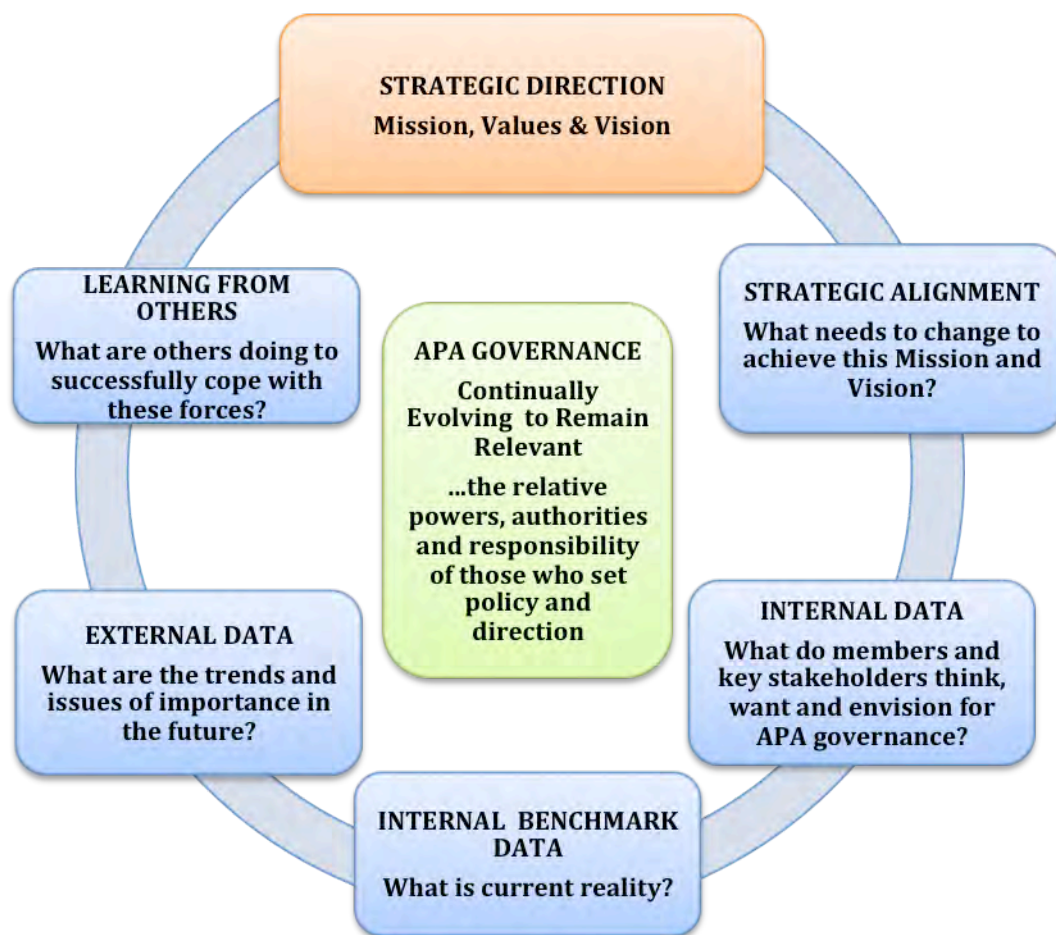 STRATEGIC DIRECTION
Mission, Values & Vision
STRATEGIC ALIGNMENT
What needs to change to
achieve this Mission and
Vision?
INTERNAL DATA
What do members and
key stakeholders think,
want and envision for
APA governance?
INTERNAL BENCHMARK
DATA
What is current reality?
EXTERNAL DATA
What are the trends and
issues of importance in
the future?
LEARNING FROM
OTHERS
What are others doing to
successfully cope with
these forces?
APA GOVERNANCE
Continually
Evolving to Remain
Relevant
...the relative
powers, authorities
and responsibility
of those who set
policy and
direction